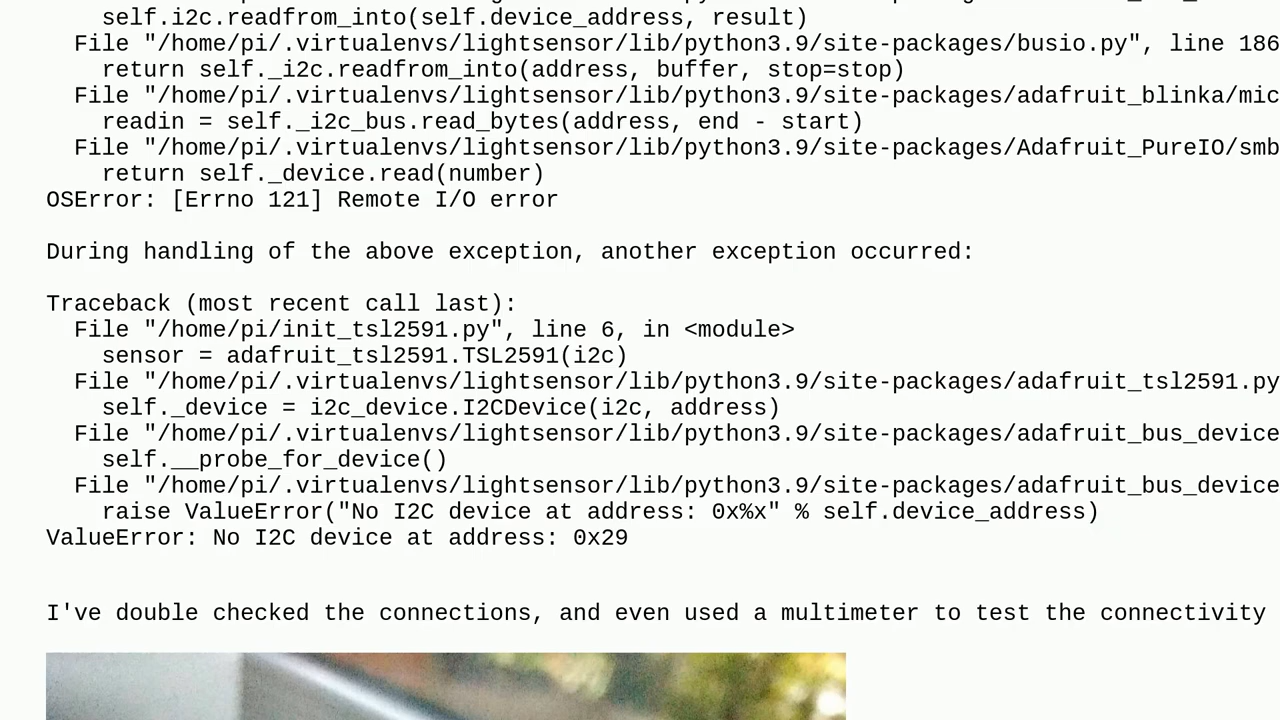 self.i2c.readfrom_into(self.device_address, result)
File "/home/pi/.virtualenvs/lightsensor/lib/python3.9/site-packages/busio.py", line 186
return self._i2c.readfrom_into(address, buffer, stop=stop)
File "/home/pi/.virtualenvs/lightsensor/lib/python3.9/site-packages/adafruit_blinka/mic
readin = self._i2c_bus.read_bytes(address, end - start)
File "/home/pi/.virtualenvs/lightsensor/lib/python3.9/site-packages/Adafruit_PureIO/smb
return self._device.read(number)
OSError: [Errno 121] Remote I/O error
During handling of the above exception, another exception occurred:
Traceback (most recent call last):
File "/home/pi/init_tsl2591.py", line 6, in <module>
sensor = adafruit_tsl2591.TSL2591(i2c)
File "/home/pi/.virtualenvs/lightsensor/lib/python3.9/site-packages/adafruit_tsl2591.py
self._device = i2c_device.I2CDevice(i2c, address)
File "/home/pi/.virtualenvs/lightsensor/lib/python3.9/site-packages/adafruit_bus_device
self.__probe_for_device()
File "/home/pi/.virtualenvs/lightsensor/lib/python3.9/site-packages/adafruit_bus_device
raise ValueError("No I2C device at address: 0x%x" % self.device_address)
ValueError: No I2C device at address: 0x29
I've double checked the connections, and even used a multimeter to test the connectivity